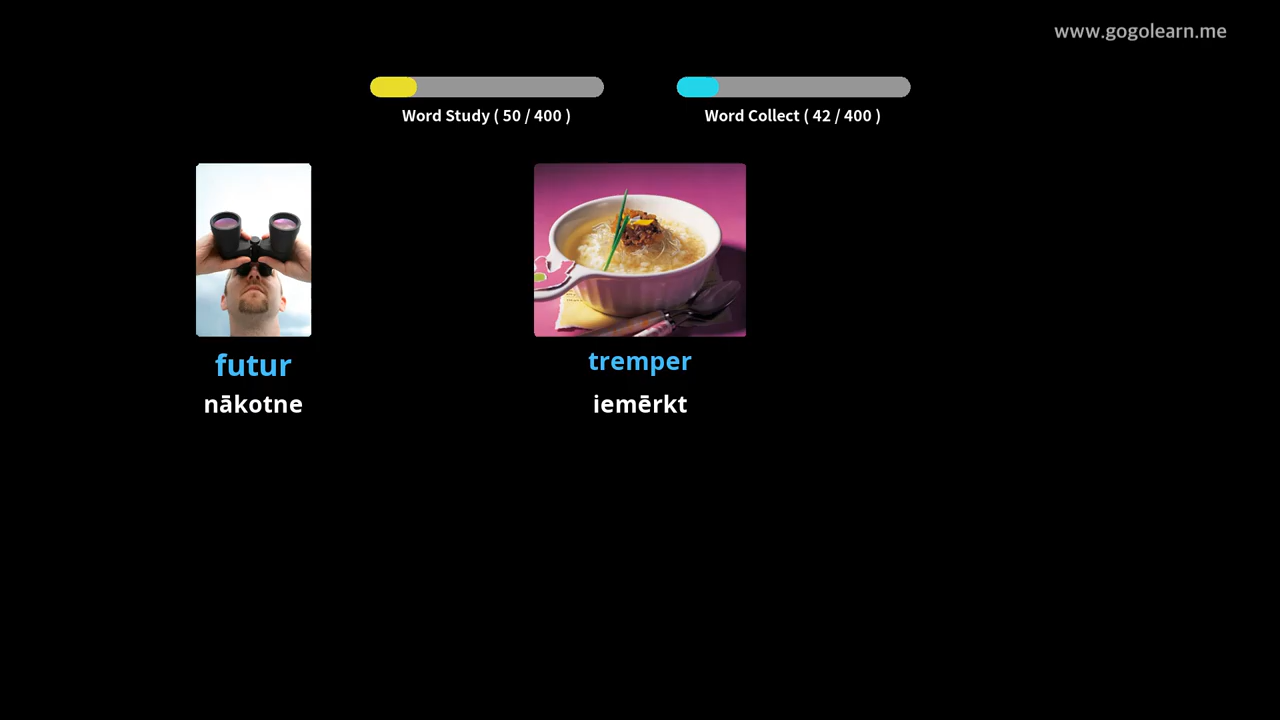 www.gogolearn.me
Word Study ( 50 / 400 )
Word Collect ( 42 / 400 )
futur
tremper
nākotne
iemērkt